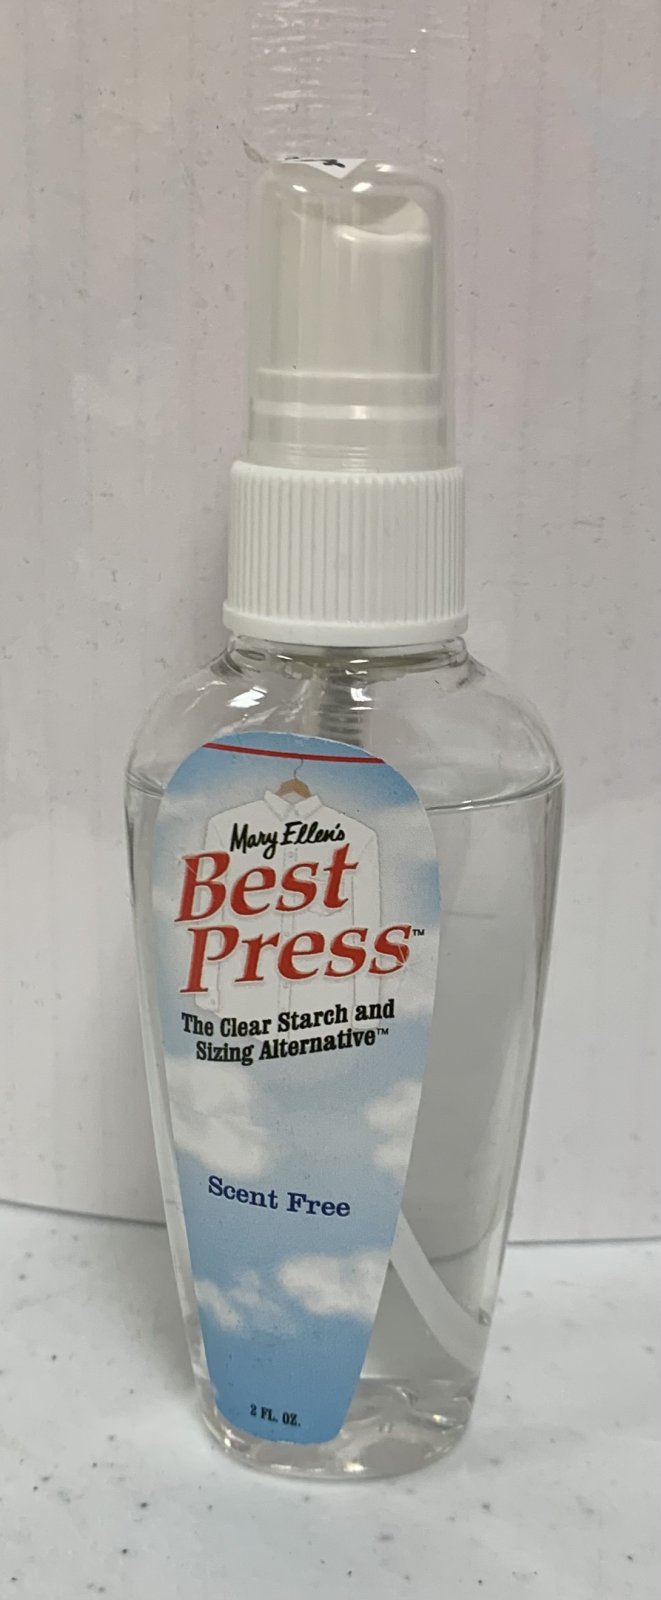 Mary Ellen's
Best
Press™
The Clear Starch and
Sizing Alternative™
Scent Free
2 FL. OZ.